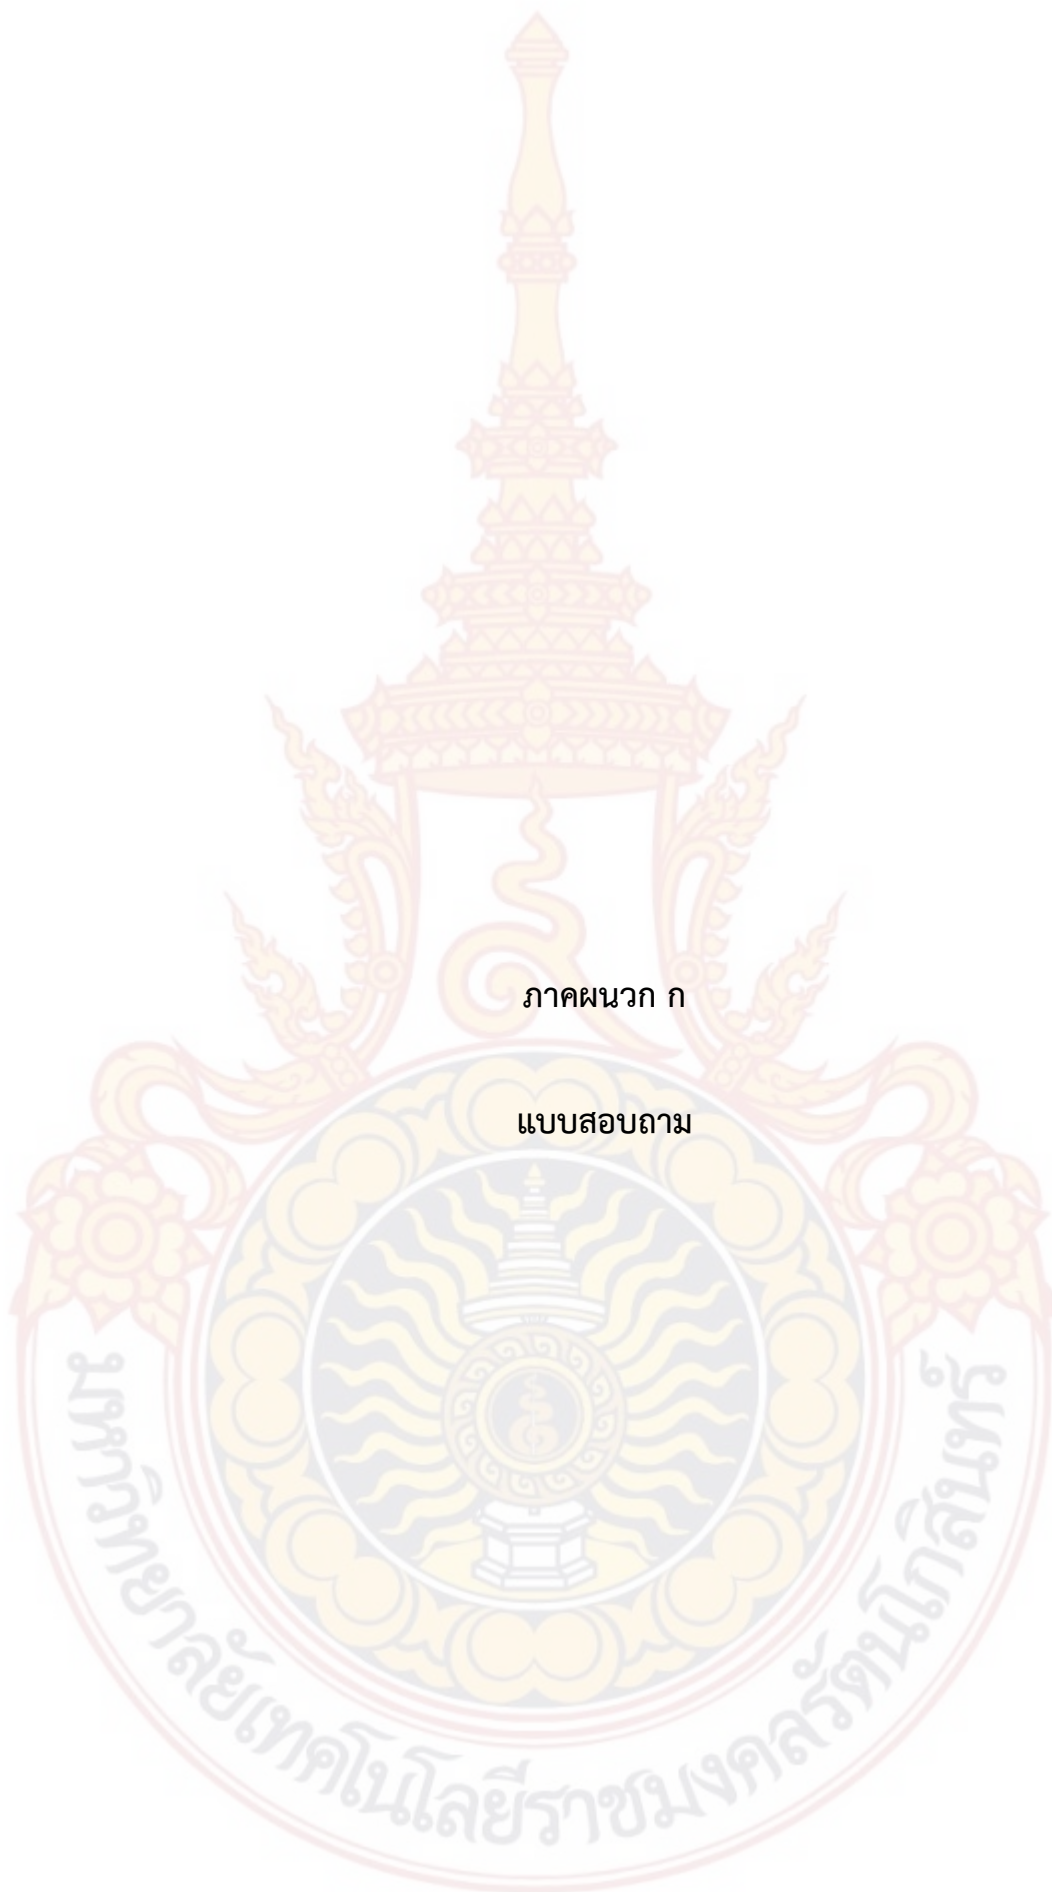 ภาคผนวก ก
แบบสอบถาม
มหาวิทยาลัยเทคโนโลยีราชมงคลรัตนโกสินทร์